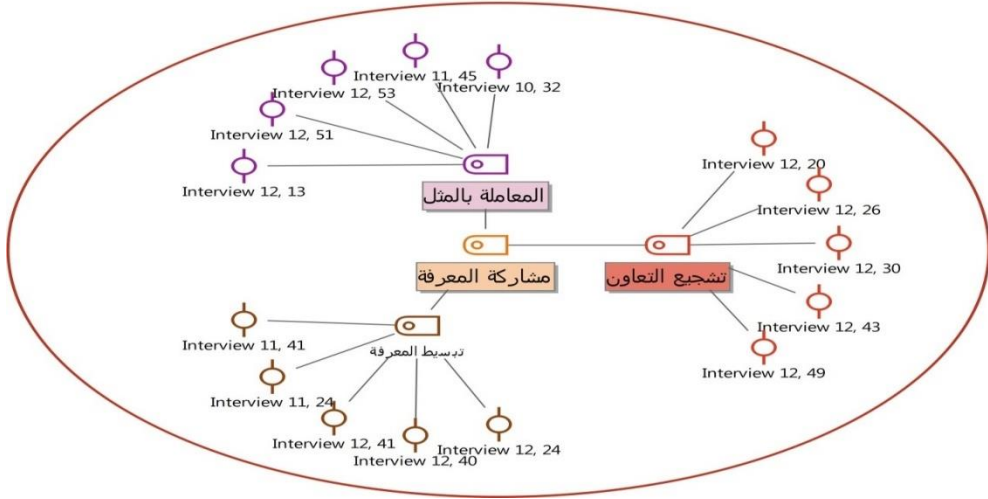 Interview 11, 45
Interview 10, 32
Interview 12, 53
Interview 12, 51
Interview 12, 13
المعاملة بالمثل
Interview 12, 20
Interview 12, 26
Interview 12, 30
مشاركة المعرفة
تشجيع التعاون
Interview 12, 43
Interview 12, 49
Interview 11, 41
تبسيط المعرفة
Interview 11, 24
Interview 12, 41
Interview 12, 40
Interview 12, 24